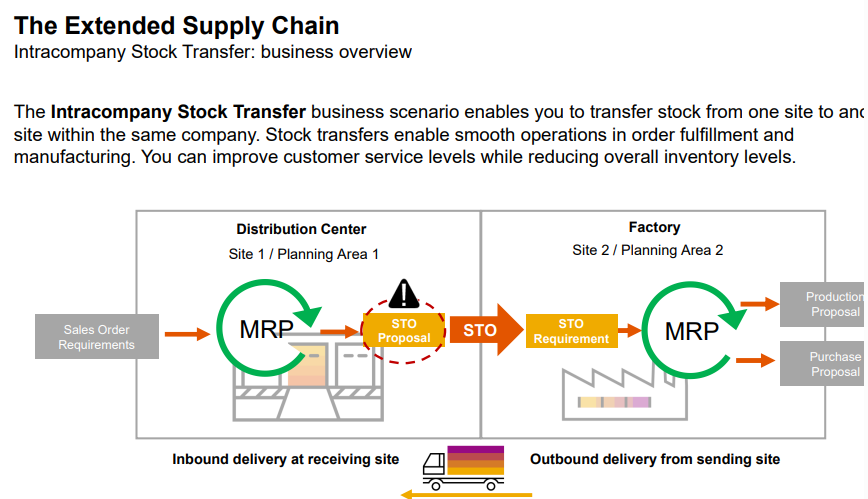 The Extended Supply Chain
Intracompany Stock Transfer: business overview
The Intracompany Stock Transfer business scenario enables you to transfer stock from one site to
site within the same company. Stock transfers enable smooth operations in order fulfillment and
manufacturing. You can improve customer service levels while reducing overall inventory levels.
Distribution Center
Site 1 / Planning Area 1
Factory
Site 2 / Planning Area 2
Sales Order
Requirements
MRP
STO
Proposal
STO
STO
Requirement
MRP
Production
Proposal
Purchase
Proposal
Inbound delivery at receiving site
Outbound delivery from sending site